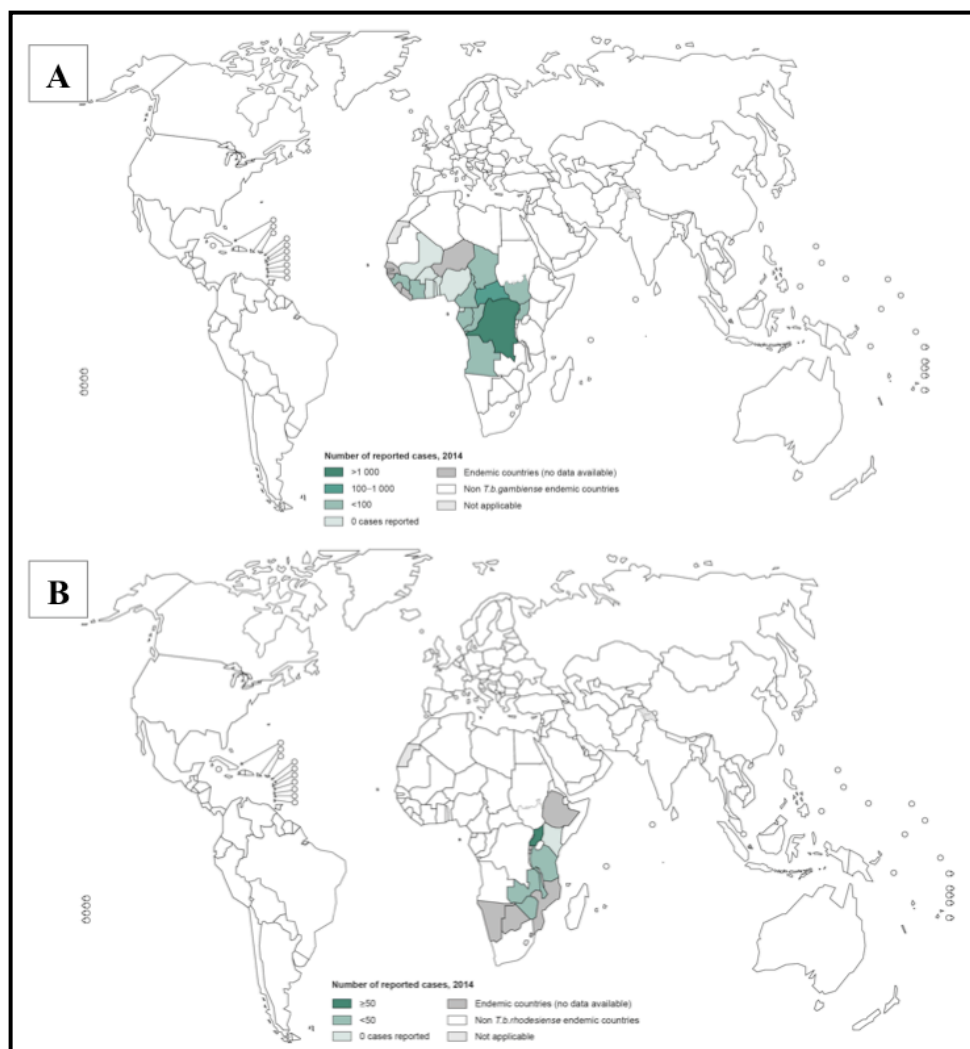 A
Number of reported cases, 2014
>1 000
100–1 000
<100
0 cases reported
Endemic countries (no data available)
Non T.b.gambiense endemic countries
Not applicable
B
Number of reported cases, 2014
≥50
<50
0 cases reported
Endemic countries (no data available)
Non T.b.rhodesiense endemic countries
Not applicable